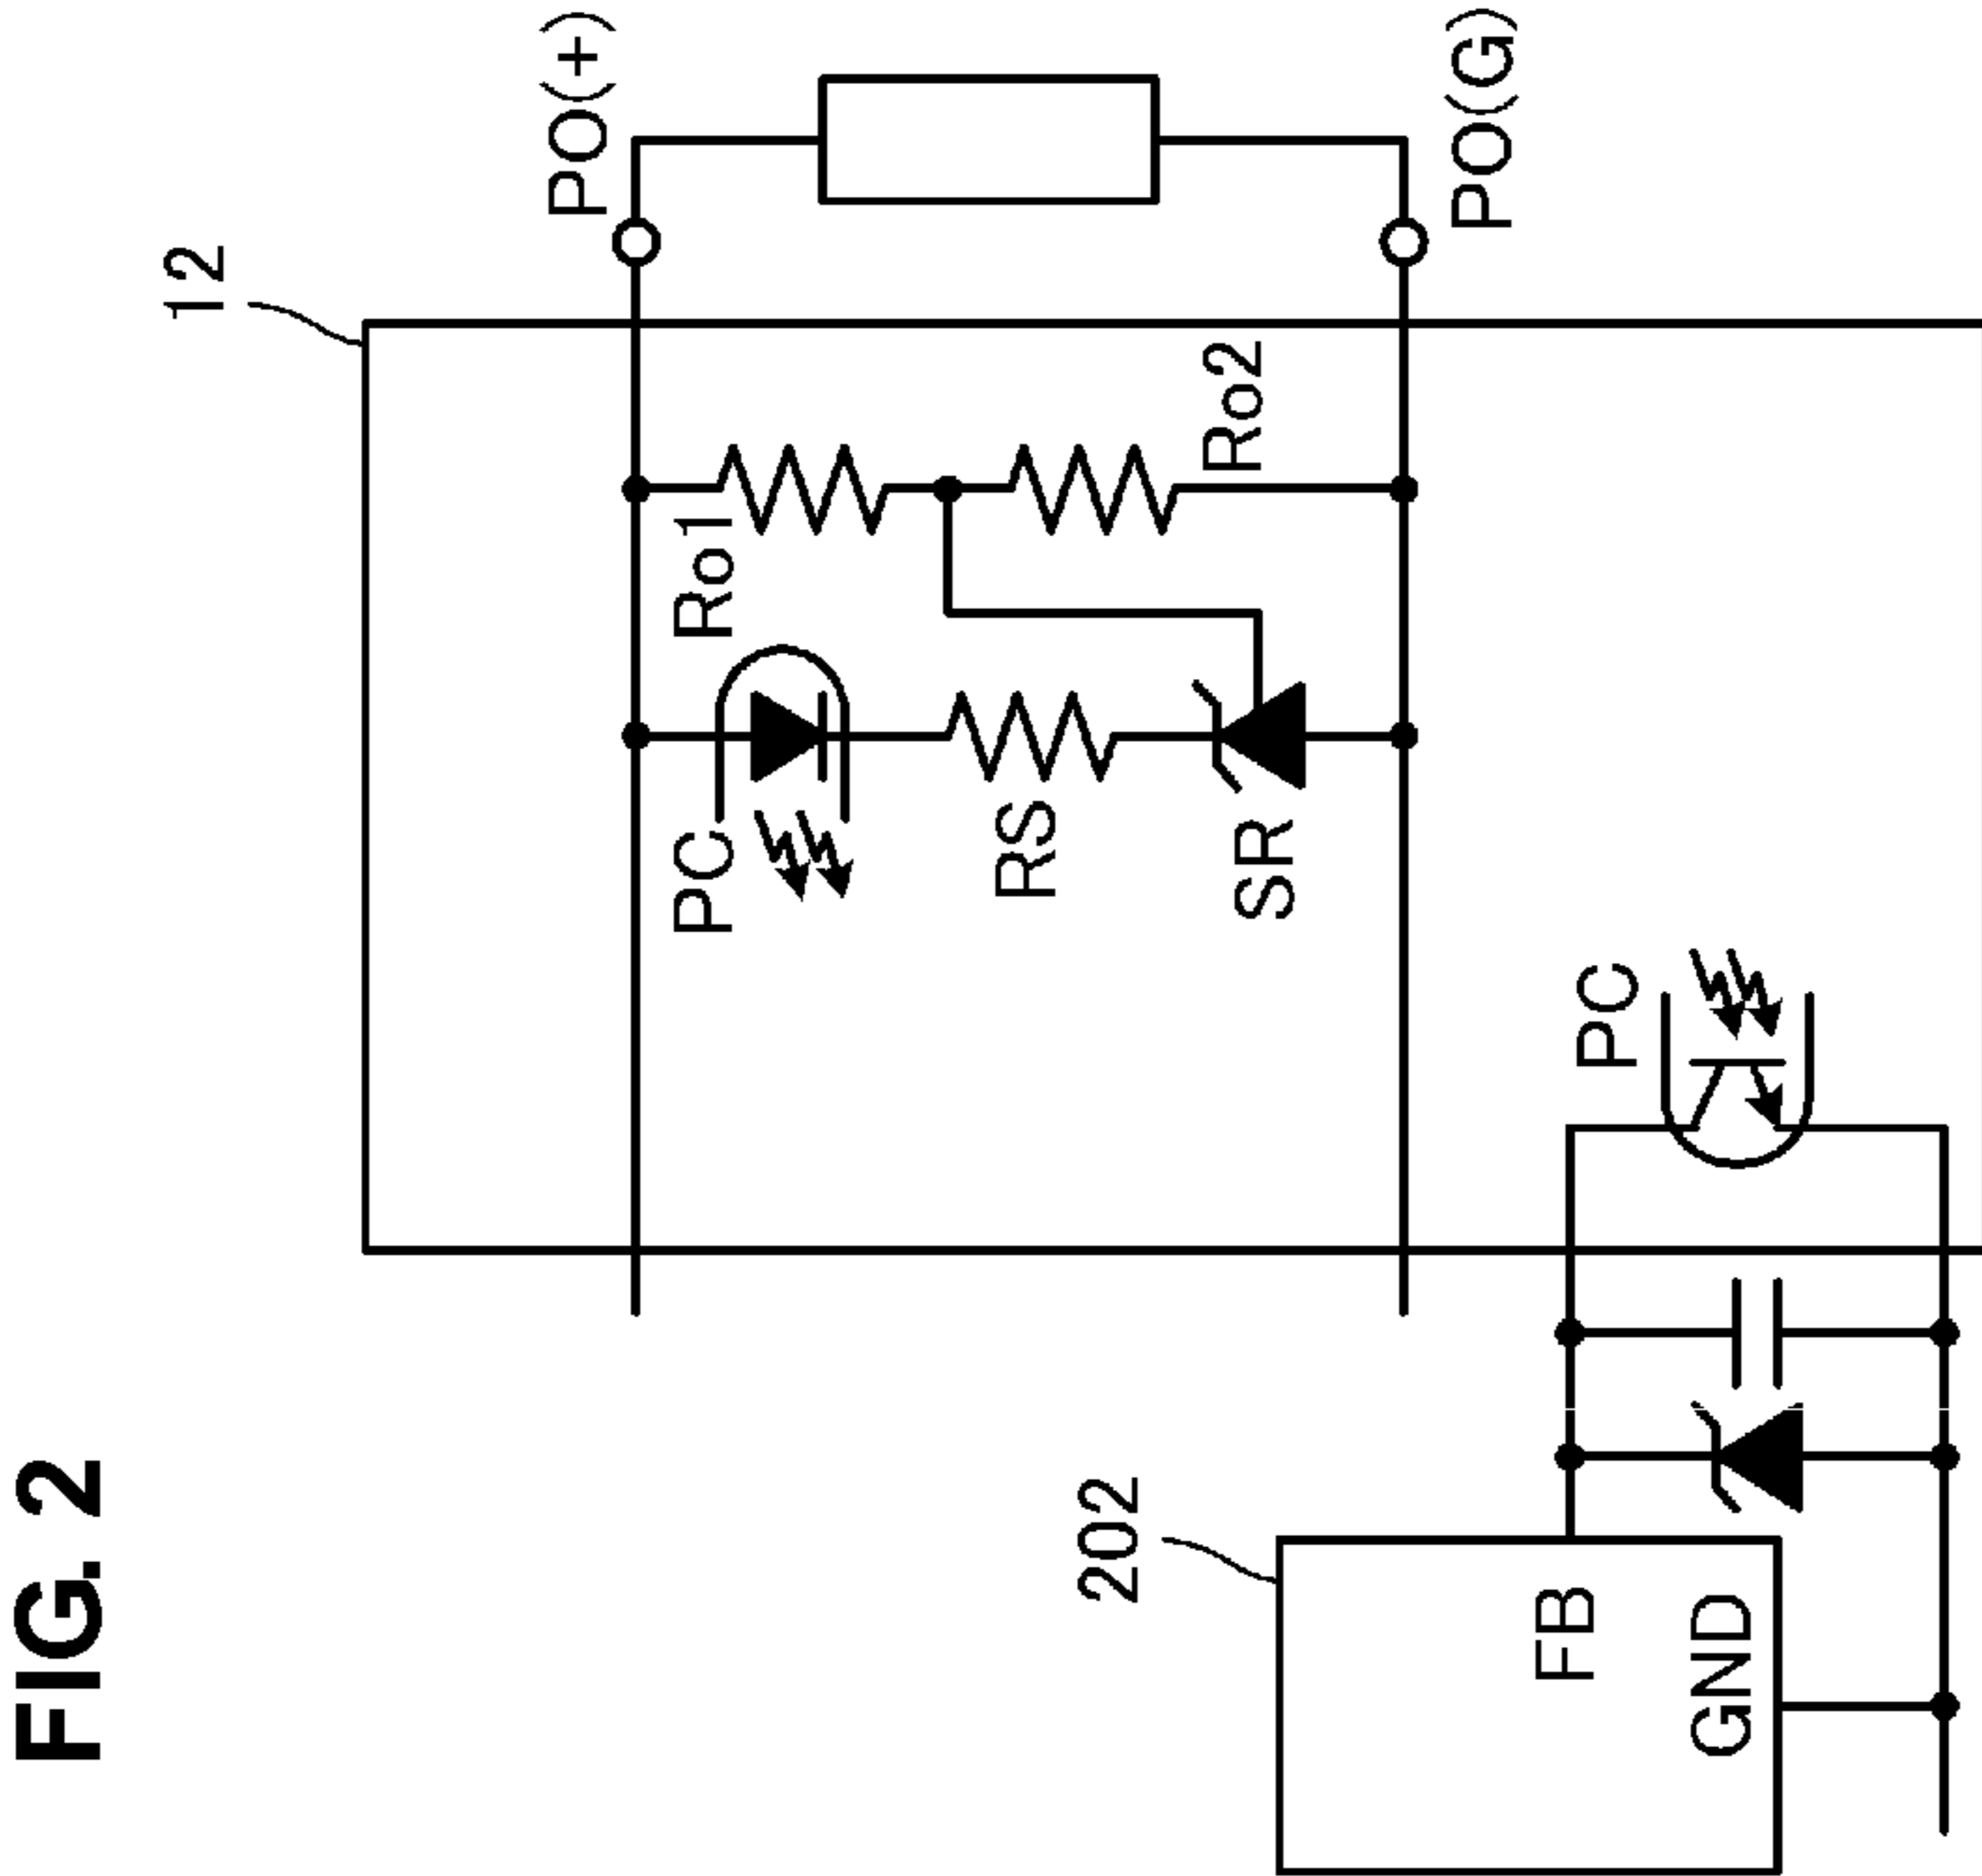 FIG. 2
12
PO(+)
PC
Ro1
RS
Ro2
SR
PO(G)
202
PC
FB
GND